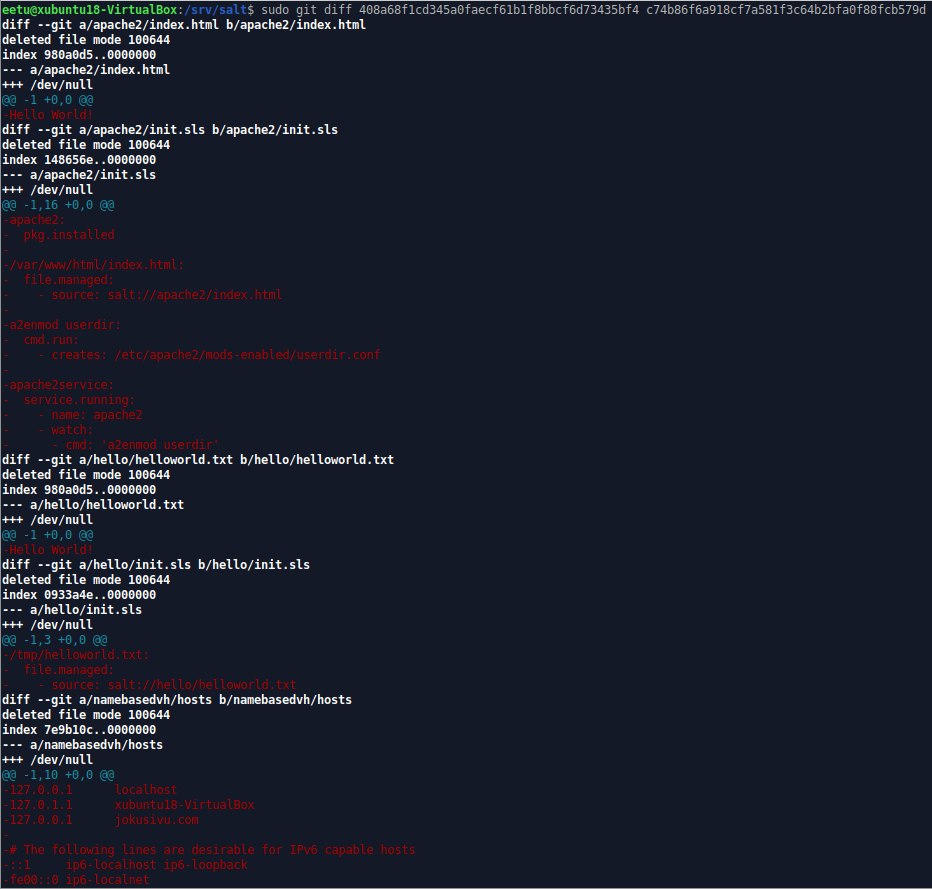 eetu@xubuntu18-VirtualBox:/srv/salt$ sudo git diff 408a68f1cd345a0faecf61b1f8bbcf6d73435bf4 c74b86f6a918cf7a581f3c64b2bfa0f88fcb579d
diff --git a/apache2/index.html b/apache2/index.html
deleted file mode 100644
index 980a0d5..0000000
--- a/apache2/index.html
+++ /dev/null
@@ -1 +0,0 @@
-Hello World!
diff --git a/apache2/init.sls b/apache2/init.sls
deleted file mode 100644
index 148656e..0000000
--- a/apache2/init.sls
+++ /dev/null
@@ -1,16 +0,0 @@
-apache2:
-  pkg.installed
-
-/var/www/html/index.html:
-  file.managed:
-    - source: salt://apache2/index.html
-
-a2enmod userdir:
-  cmd.run:
-    - creates: /etc/apache2/mods-enabled/userdir.conf
-
-apache2service:
-  service.running:
-    - name: apache2
-    - watch:
-      - cmd: 'a2enmod userdir'
diff --git a/hello/helloworld.txt b/hello/helloworld.txt
deleted file mode 100644
index 980a0d5..0000000
--- a/hello/helloworld.txt
+++ /dev/null
@@ -1 +0,0 @@
-Hello World!
diff --git a/hello/init.sls b/hello/init.sls
deleted file mode 100644
index 0933a4e..0000000
--- a/hello/init.sls
+++ /dev/null
@@ -1,3 +0,0 @@
-/tmp/helloworld.txt:
-  file.managed:
-    - source: salt://hello/helloworld.txt
diff --git a/namebasedvh/hosts b/namebasedvh/hosts
deleted file mode 100644
index 7e9b10c..0000000
--- a/namebasedvh/hosts
+++ /dev/null
@@ -1,10 +0,0 @@
-127.0.0.1      localhost
-127.0.1.1      xubuntu18-VirtualBox
-127.0.0.1      jokusivu.com
-
-# The following lines are desirable for IPv6 capable hosts
-::1     ip6-localhost ip6-loopback
-fe00::0 ip6-localnet